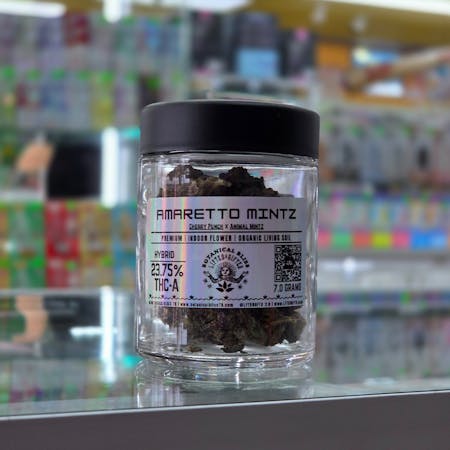 AMARETTO MINTZ
CHERRY PUNCH X ANIMAL MINTZ
PREMIUM | INDOOR FLOWER | ORGANIC LIVING SOIL
HYBRID
23.75%
THC-A
BOTANICAL BLISS
7.0 GRAMS